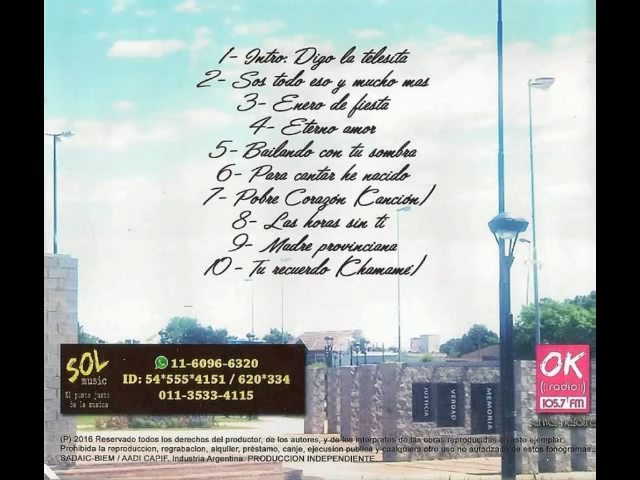 1- Intro: Digo la telesita
2- Sos todo eso y mucho mas
3- Enero de fiesta
4- Eterno amor
5- Bailando con tu sombra
6- Para cantar he nacido
7- Pobre Corazón (Canción)
8- Las horas sin ti
9- Madre provinciana
10- Tu recuerdo (Chamamé)
SOL
music
El punto justo
de la música
11-6096-6320
ID: 54*555*4151 / 620*334
011-3533-4115
JUSTICIA
VERDAD
MEMORIA
OK
((radio))
105.7 FM
(P) 2016 Reservado todos los derechos del productor, de los autores, y de los interpretes de las obras reproducidas en este ejemplar.
Prohibida la reproduccion, regrabacion, alquiler, préstamo, canje, ejecusion publica y cualquiera otro uso no autorizado de estos fonogramas.
SADAIC-BIEM / AADI CAPIF. Industria Argentina. PRODUCCION INDEPENDIENTE.